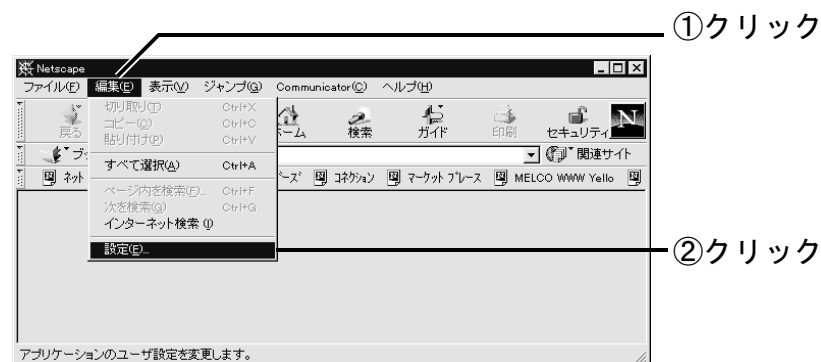 ①クリック
Netscape
ファイル(F) 編集(E) 表示(V) ジャンプ(G) Communicator(C) ヘルプ(H)
切り取り(T) Ctrl+X
コピー(C) Ctrl+C
貼り付け(P) Ctrl+V
すべて選択(A) Ctrl+A
ページ内を検索(F)... Ctrl+F
次を検索(G) Ctrl+G
インターネット検索(I)
設定(E)...
戻る ホーム 検索 ガイド 印刷 セキュリティ N
関連サイト
コネクション マーケットプレース MELCO WWW Yello
②クリック
アプリケーションのユーザ設定を変更します。